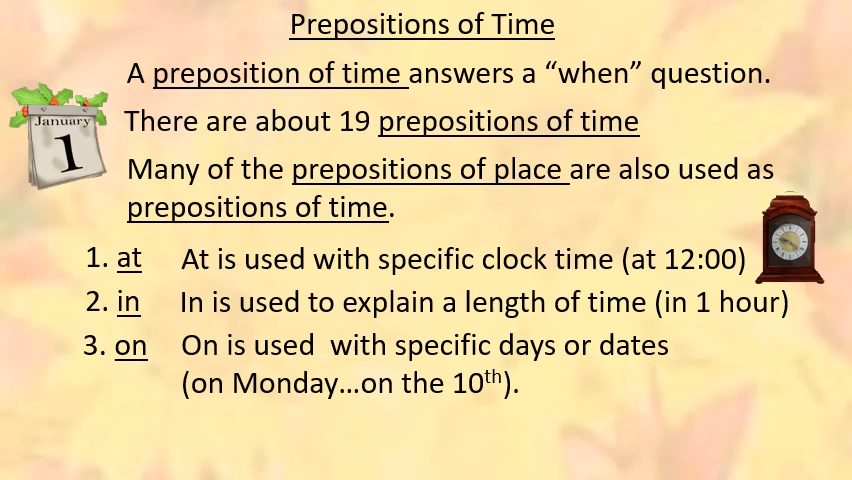 Prepositions of Time
A preposition of time answers a “when” question.
January
1
There are about 19 prepositions of time
Many of the prepositions of place are also used as
prepositions of time.
1. at At is used with specific clock time (at 12:00)
2. in In is used to explain a length of time (in 1 hour)
3. on On is used  with specific days or dates
(on Monday…on the 10th).